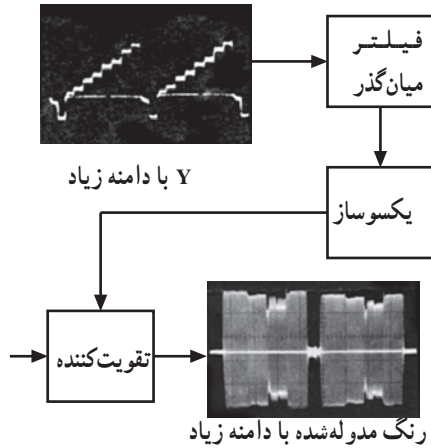 فیلتر
میان‌گذر
Y با دامنه زیاد
یکسوساز
تقویت‌کننده
رنگ مدوله‌شده با دامنه زیاد